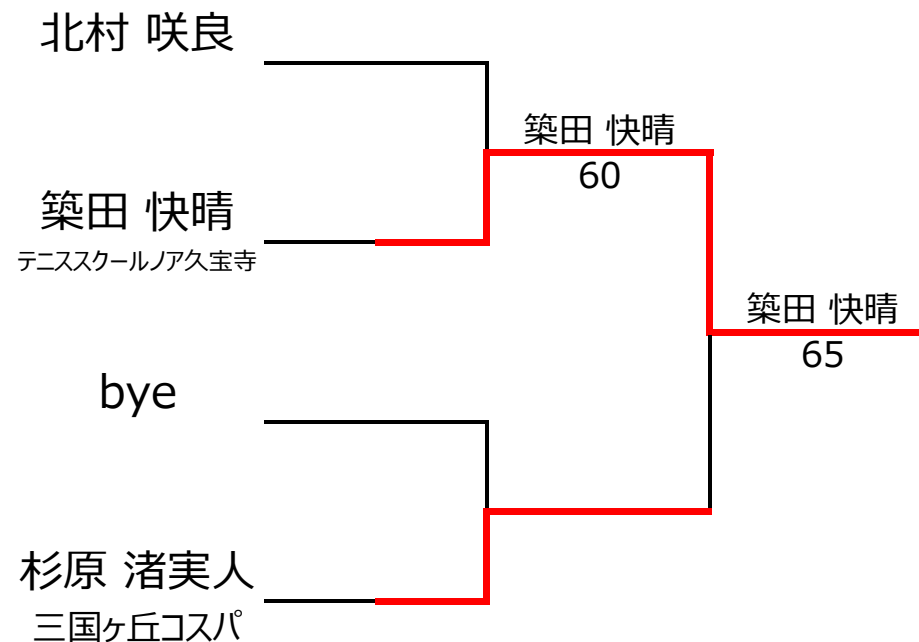 北村 咲良
築田 快晴
60
築田 快晴
テニススクールノア久宝寺
築田 快晴
65
bye
杉原 渚実人
三国ヶ丘コスパ